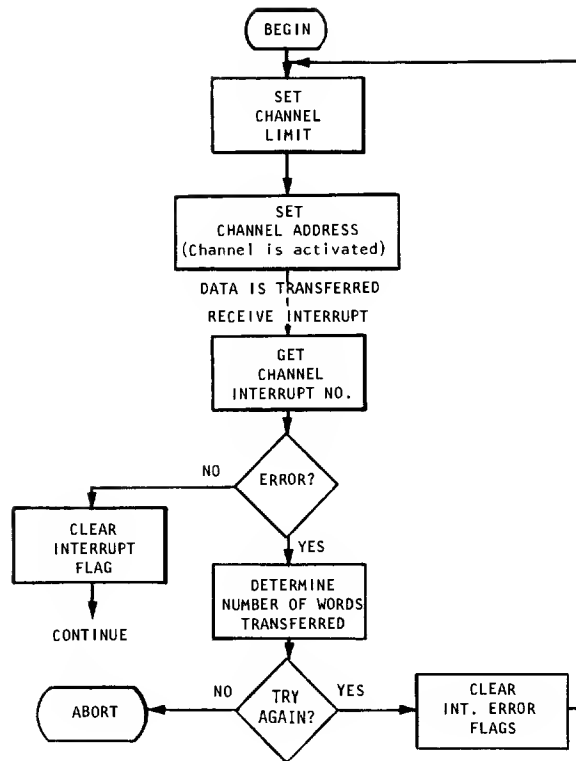 BEGIN
SET
CHANNEL
LIMIT
SET
CHANNEL ADDRESS
(Channel is activated)
DATA IS TRANSFERRED
RECEIVE INTERRUPT
GET
CHANNEL
INTERRUPT NO.
ERROR?
NO
YES
CLEAR
INTERRUPT
FLAG
CONTINUE
DETERMINE
NUMBER OF WORDS
TRANSFERRED
TRY
AGAIN?
NO
YES
ABORT
CLEAR
INT. ERROR
FLAGS